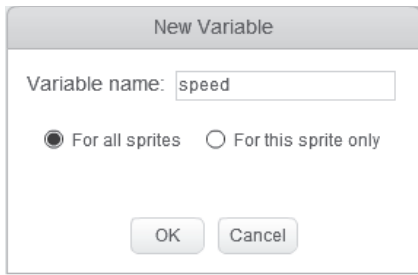 New Variable
Variable name: speed
For all sprites For this sprite only
OK Cancel